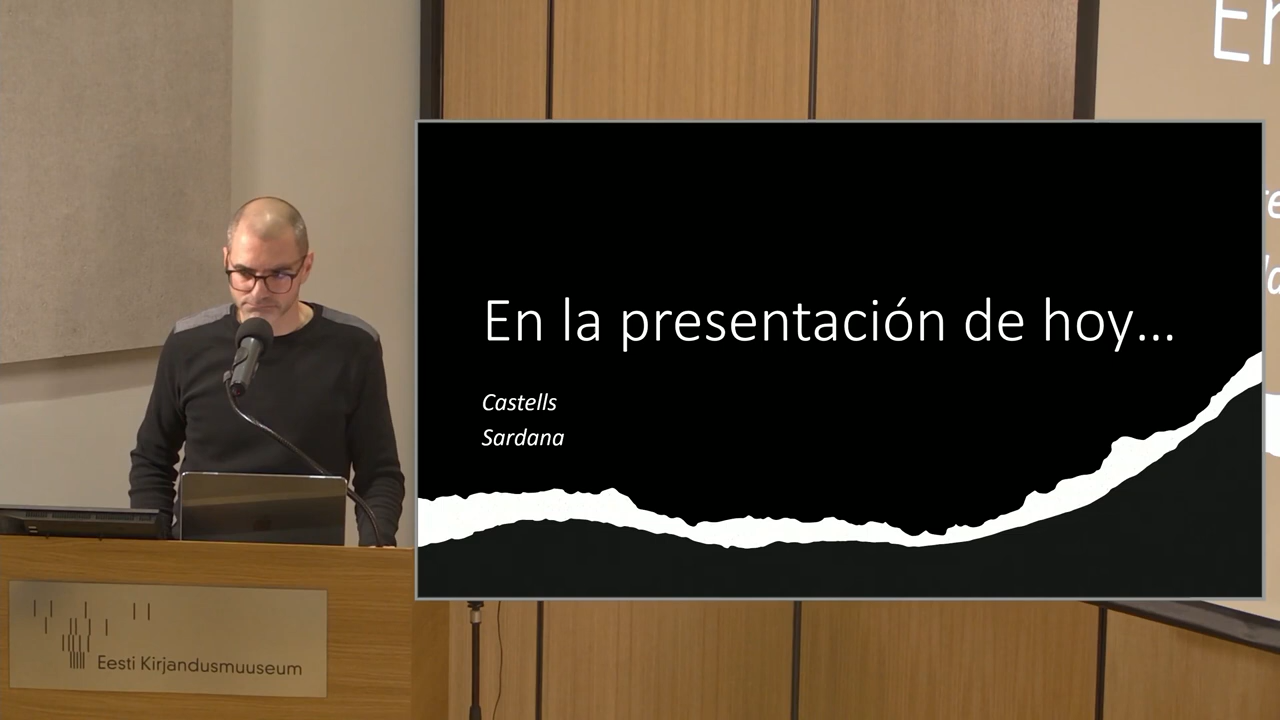 En la presentación de hoy...
Castells
Sardana
Eesti Kirjandusmuuseum